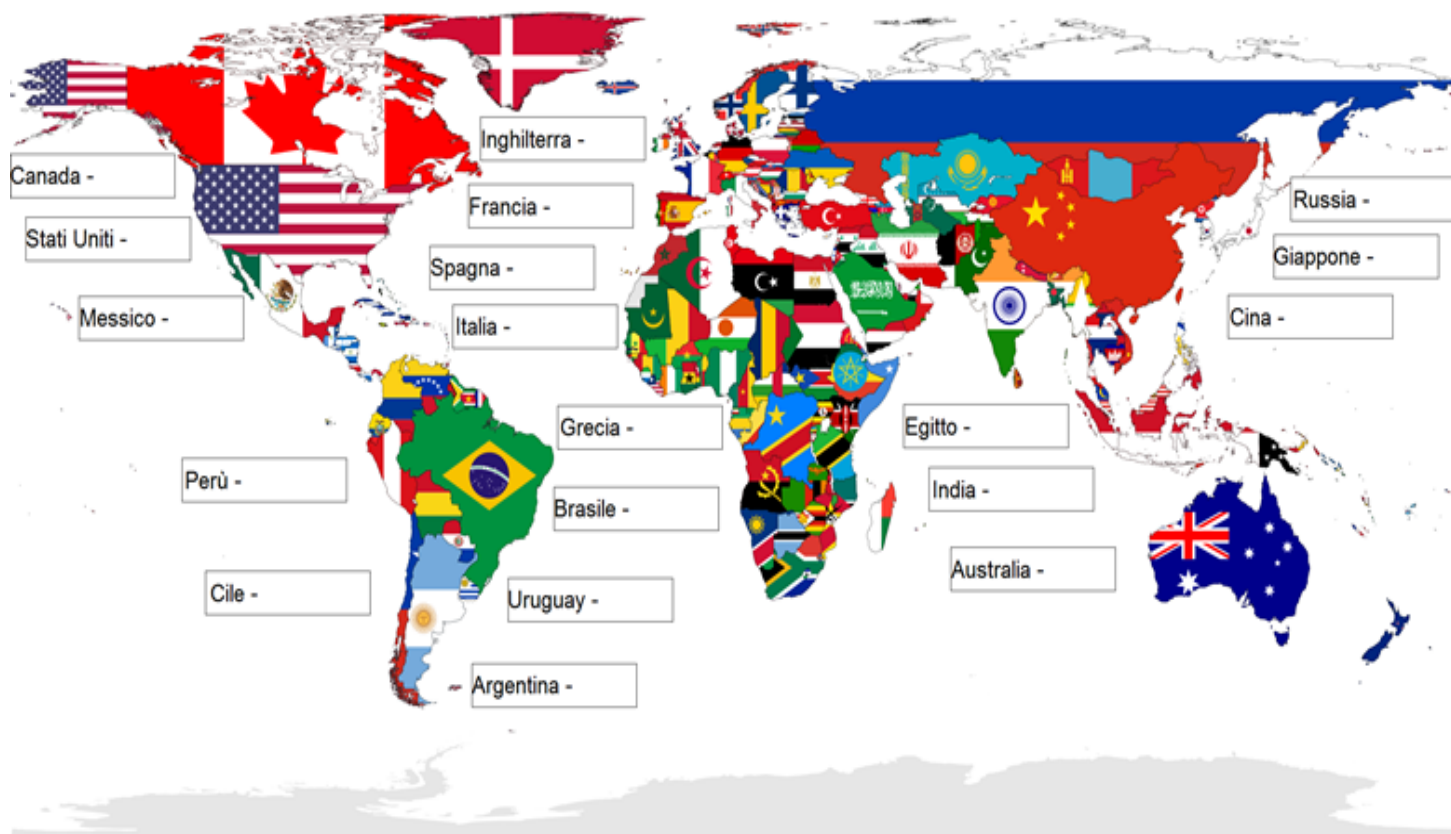 Inghilterra -
Canada -
Francia -
Russia -
Stati Uniti -
Giappone -
Spagna -
Messico -
Italia -
Cina -
Grecia -
Egitto -
Perù -
Brasile -
India -
Australia -
Cile -
Uruguay -
Argentina -